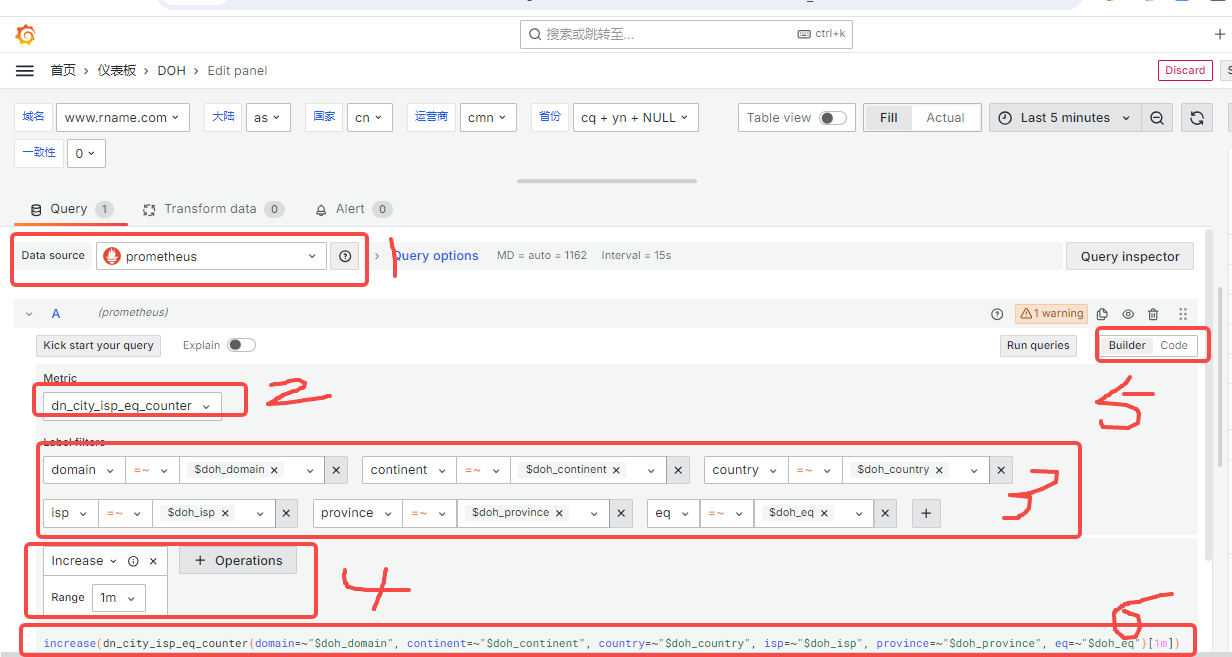 搜索或跳转至... ctrl+k
首页 › 仪表板 › DOH › Edit panel Discard
域名 www.rname.com 大陆 as 国家 cn 运营商 cmn 首份 cq + yn + NULL Table view Fill Actual Last 5 minutes
一致性 0
Query 1 Transform data 0 Alert 0
Data source prometheus 1 Query options MD = auto = 1162 Interval = 15s Query inspector
A (prometheus) 1 warning
Kick start your query Explain Run queries Builder Code
Metric
dn_city_isp_eq_counter 2 5
Label filters
domain =~ $doh_domain × continent =~ $doh_continent × country =~ $doh_country ×
isp =~ $doh_isp × province =~ $doh_province × eq =~ $doh_eq × + 3
Increase × + Operations
Range 1m 4
increase(dn_city_isp_eq_counter{domain=~"$doh_domain", continent=~"$doh_continent", country=~"$doh_country", isp=~"$doh_isp", province=~"$doh_province", eq=~"$doh_eq"}[1m]) 6